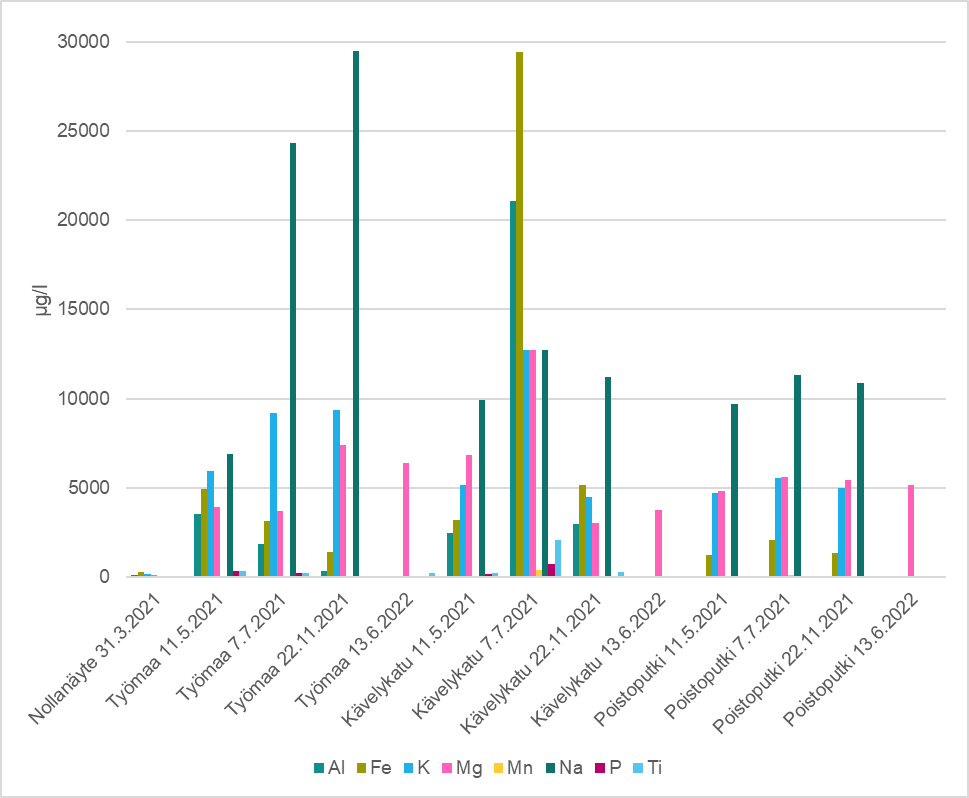 30000
25000
20000
15000
10000
5000
0
µg/l
Nollanäyte 31.3.2021
Työmaa 11.5.2021
Työmaa 7.7.2021
Työmaa 22.11.2021
Työmaa 13.6.2022
Kävelykatu 11.5.2021
Kävelykatu 7.7.2021
Kävelykatu 22.11.2021
Kävelykatu 13.6.2022
Poistoputki 11.5.2021
Poistoputki 7.7.2021
Poistoputki 22.11.2021
Poistoputki 13.6.2022
Al Fe K Mg Mn Na P Ti